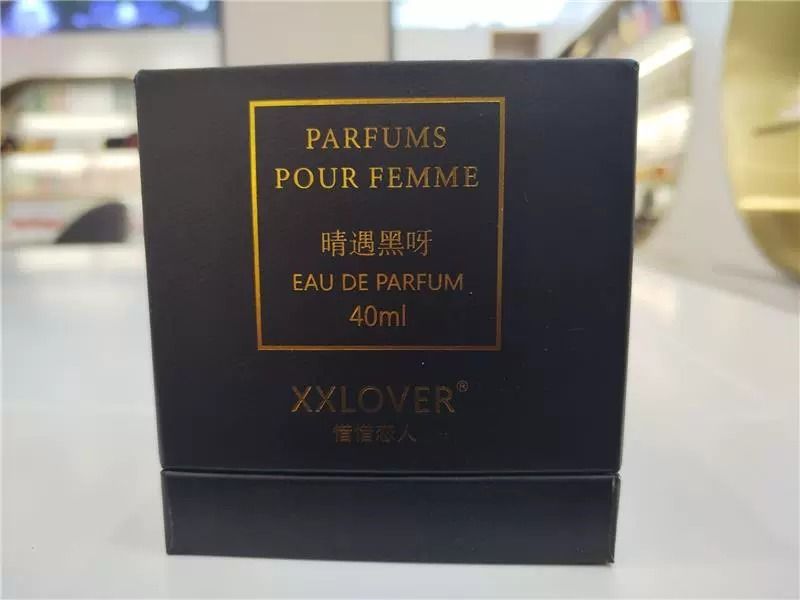 PARFUMS
POUR FEMME
晴遇黑呀
EAU DE PARFUM
40ml
XXLOVER®
惜惜恋人